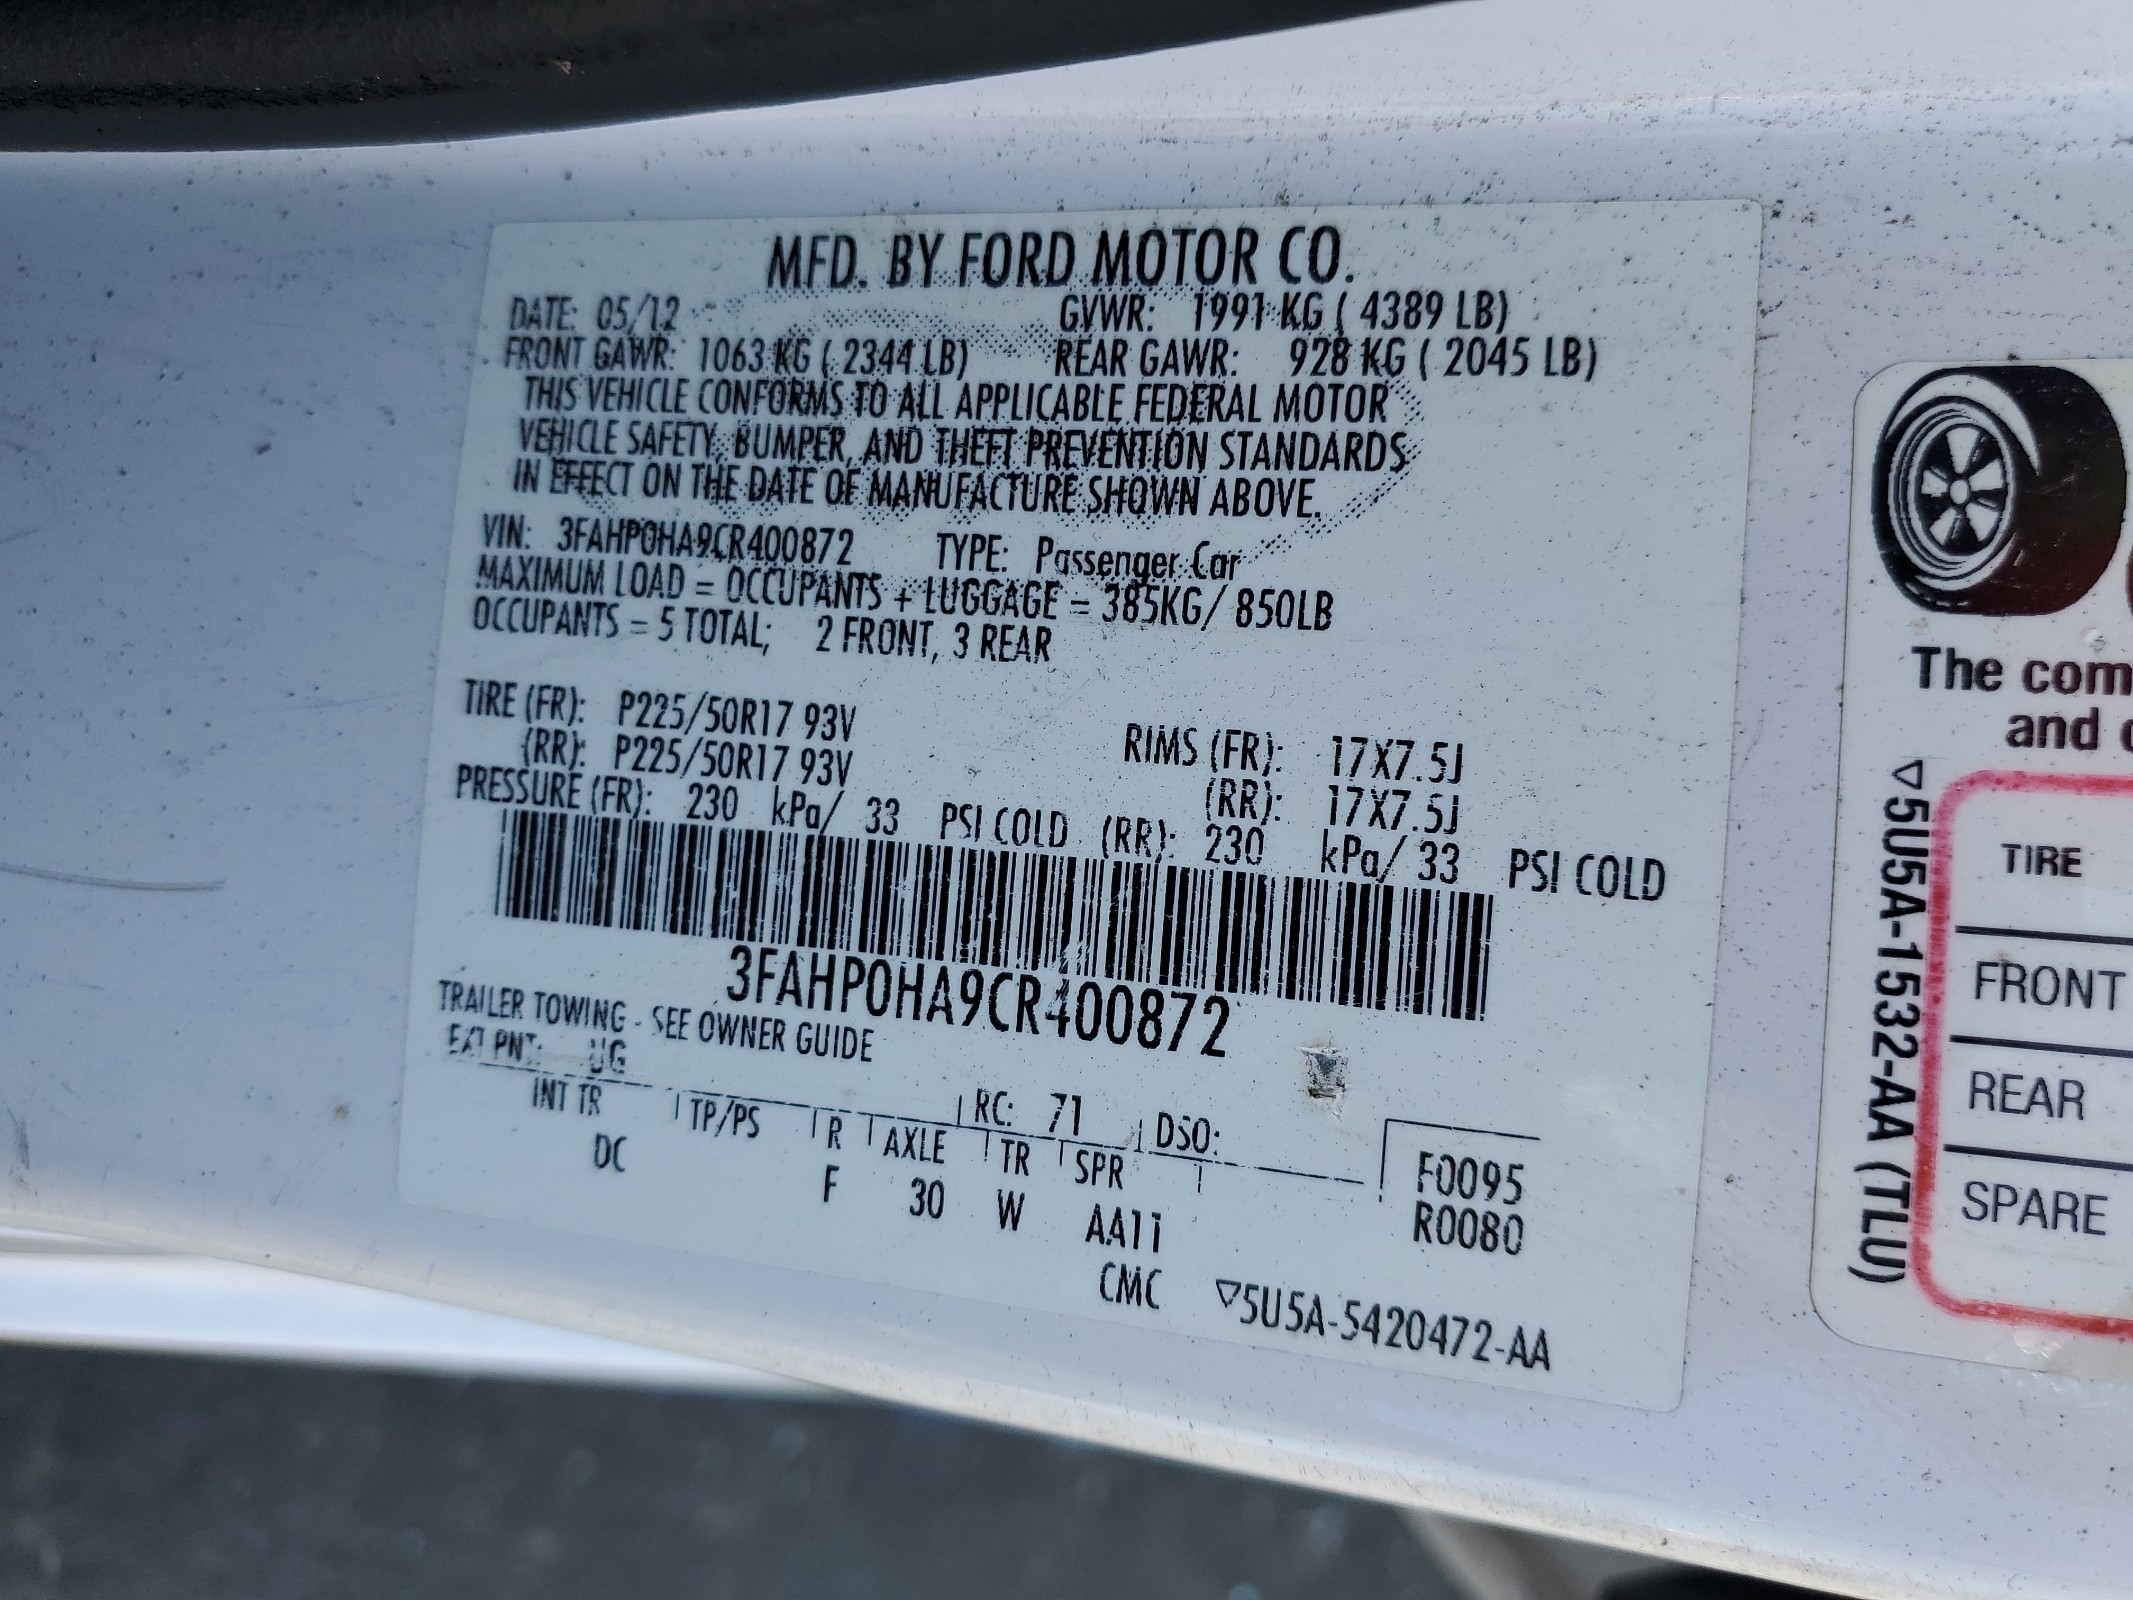 MFD. BY FORD MOTOR CO.
DATE: 05/12 GVWR: 1991 KG ( 4389 LB)
FRONT GAWR: 1063 KG ( 2344 LB) REAR GAWR: 928 KG ( 2045 LB)
THIS VEHICLE CONFORMS TO ALL APPLICABLE FEDERAL MOTOR
VEHICLE SAFETY, BUMPER, AND THEFT PREVENTION STANDARDS
IN EFFECT ON THE DATE OF MANUFACTURE SHOWN ABOVE.
VIN: 3FAHP0HA9CR400872 TYPE: Passenger Car
MAXIMUM LOAD = OCCUPANTS + LUGGAGE = 385KG/ 850LB
OCCUPANTS = 5 TOTAL; 2 FRONT, 3 REAR
TIRE (FR): P225/50R17 93V RIMS (FR): 17X7.5J
(RR): P225/50R17 93V (RR): 17X7.5J
PRESSURE (FR): 230 kPa/ 33 PSI COLD (RR): 230 kPa/ 33 PSI COLD
3FAHP0HA9CR400872
TRAILER TOWING - SEE OWNER GUIDE
EXT PNT: UG RC: 71 DSO:
INT TR TP/PS R AXLE TR SPR F0095
DC F 30 W AA11 R0080
CMC ▽5U5A-5420472-AA
The com
and
▽5U5A-1532-AA (TLU)
TIRE
FRONT
REAR
SPARE